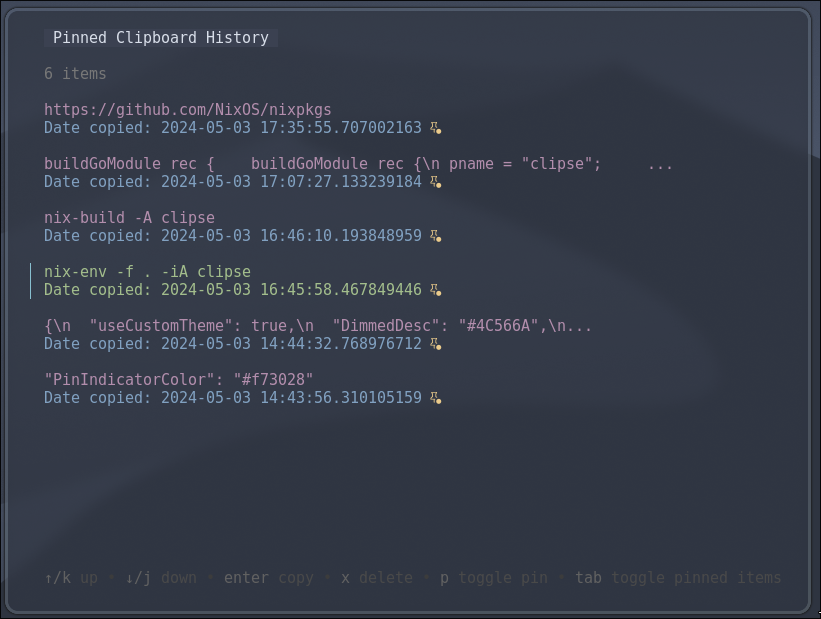 Pinned Clipboard History
6 items
https://github.com/NixOS/nixpkgs
Date copied: 2024-05-03 17:35:55.707002163
buildGoModule rec {    buildGoModule rec {\n pname = "clipse";     ...
Date copied: 2024-05-03 17:07:27.133239184
nix-build -A clipse
Date copied: 2024-05-03 16:46:10.193848959
nix-env -f . -iA clipse
Date copied: 2024-05-03 16:45:58.467849446
{\n  "useCustomTheme": true,\n  "DimmedDesc": "#4C566A",\n...
Date copied: 2024-05-03 14:44:32.768976712
"PinIndicatorColor": "#f73028"
Date copied: 2024-05-03 14:43:56.310105159
↑/k up • ↓/j down • enter copy • x delete • p toggle pin • tab toggle pinned items